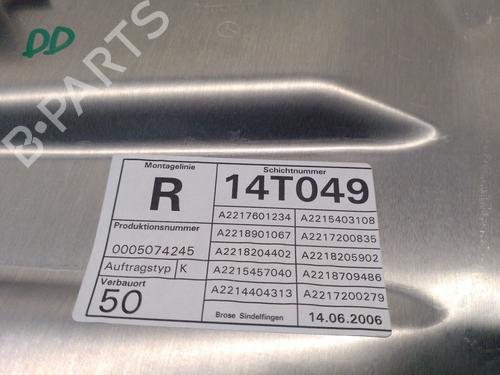 DD
B-PARTS
Montagelinie
R
Schichtnummer
14T049
Produktionsnummer
0005074245
Auftragstyp K
Verbauort
50
A2217601234 A2215403108
A2218901067 A2217200835
A2218204402 A2218205902
A2215457040 A2218709486
A2214404313 A2217200279
Brose Sindelfingen 14.06.2006